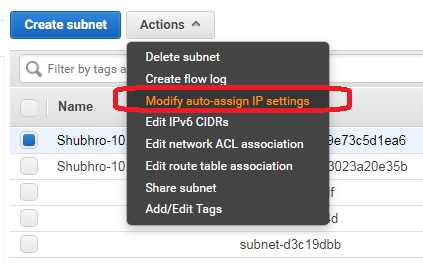 Create subnet Actions
Filter by tags a
Delete subnet
Create flow log
Modify auto-assign IP settings
Edit IPv6 CIDRs
Edit network ACL association
Edit route table association
Share subnet
Add/Edit Tags
Name
Shubhro-10. 9e73c5d1ea6
Shubhro-10. 3023a20e35b
f
4d
subnet-d3c19dbb